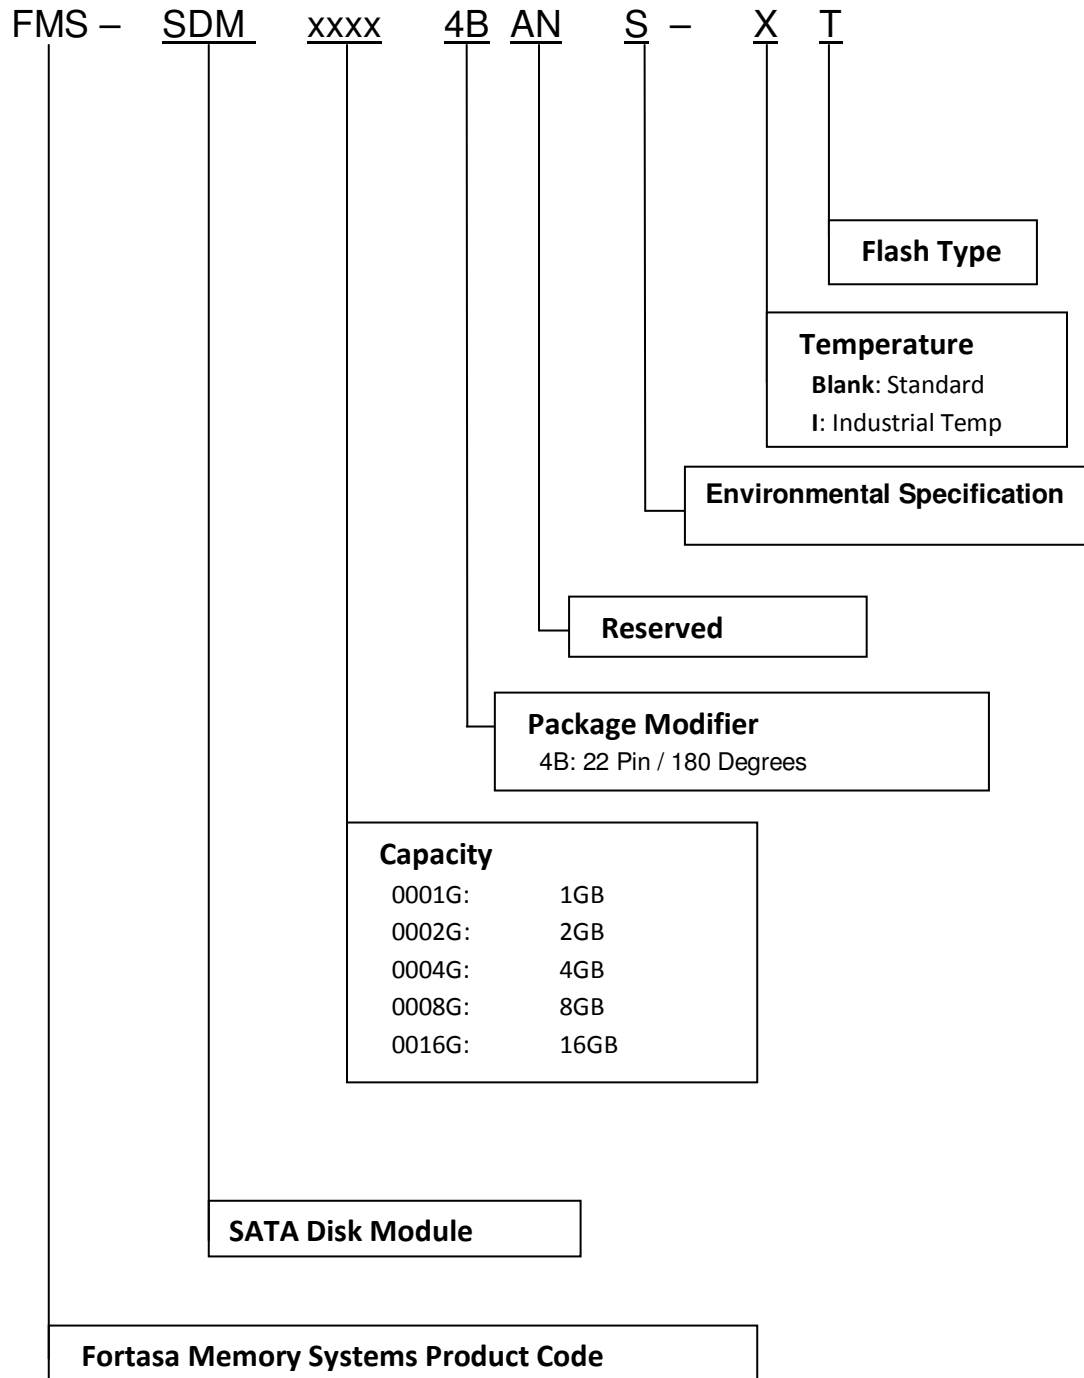 FMS – SDM xxxx 4B AN S – X T
Flash Type
Temperature
Blank: Standard
I: Industrial Temp
Environmental Specification
Reserved
Package Modifier
4B: 22 Pin / 180 Degrees
Capacity
0001G: 1GB
0002G: 2GB
0004G: 4GB
0008G: 8GB
0016G: 16GB
SATA Disk Module
Fortasa Memory Systems Product Code